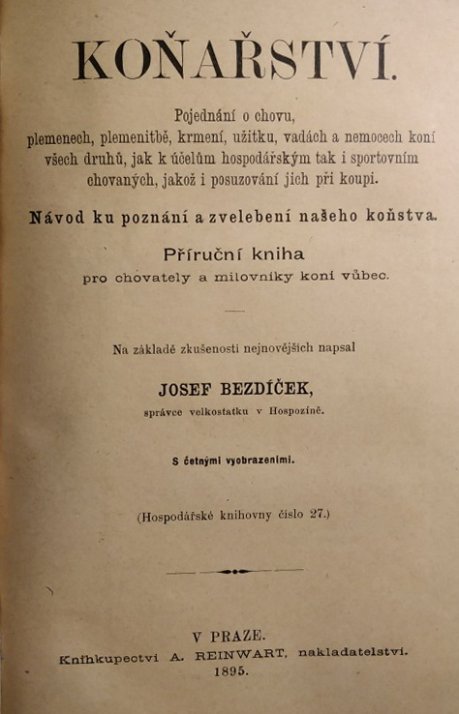 KOŇAŘSTVÍ.
Pojednání o chovu,
plemenech, plemenitbě, krmení, užitku, vadách a nemocech koní
všech druhů, jak k účelům hospodářským tak i sportovním
chovaných, jakož i posuzování jich při koupi.
Návod ku poznání a zvelebení našeho koňstva.
Příruční kniha
pro chovately a milovníky koní vůbec.
Na základě zkušeností nejnovějších napsal
JOSEF BEZDÍČEK,
správce velkostatku v Hospozíně.
S četnými vyobrazeními.
(Hospodářské knihovny číslo 27.)
V PRAZE.
Knihkupectví A. REINWART, nakladatelství.
1895.